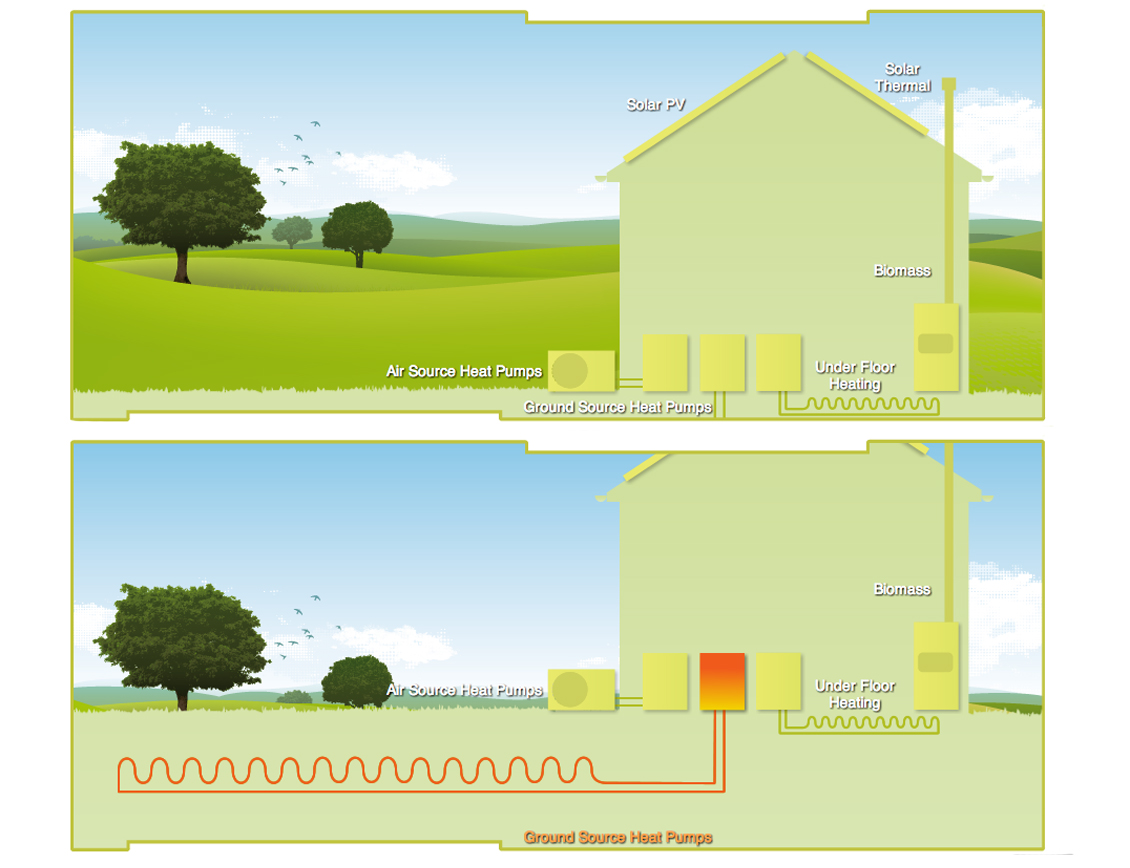 Solar
Thermal
Solar PV
Biomass
Air Source Heat Pumps
Under Floor
Heating
Ground Source Heat Pumps
Biomass
Air Source Heat Pumps
Under Floor
Heating
Ground Source Heat Pumps